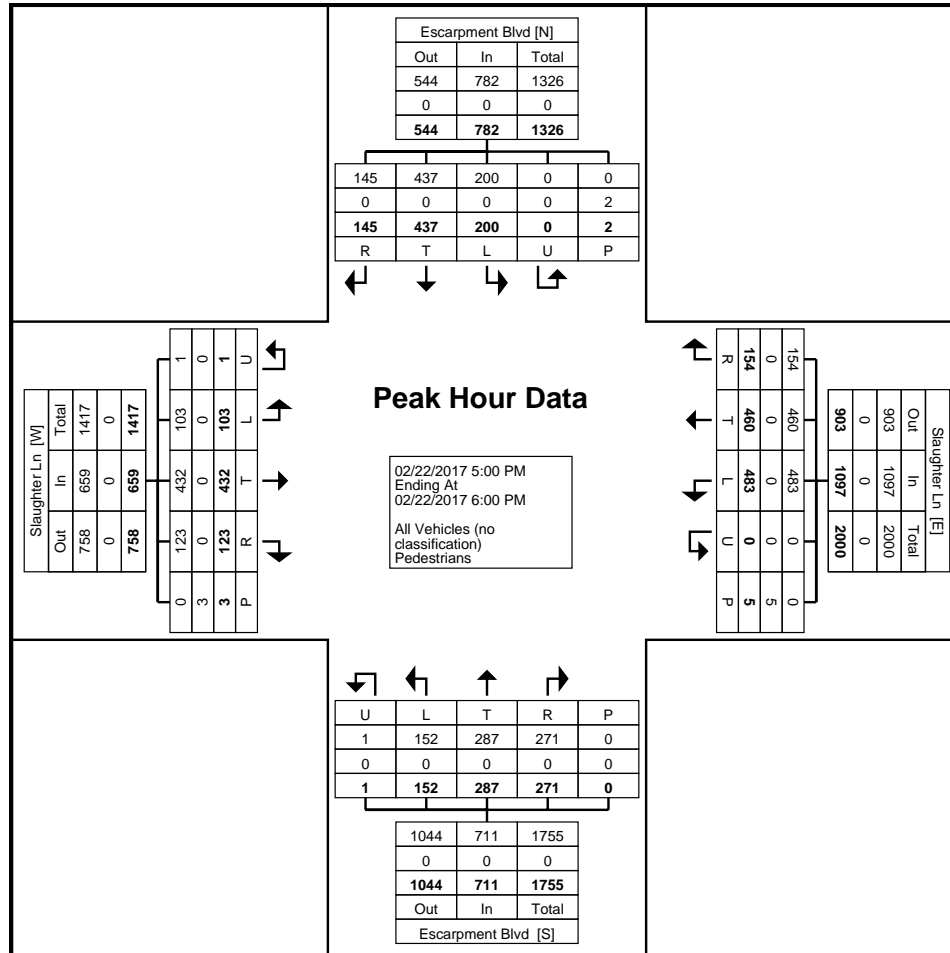 Escarpment Blvd [N]
Out In Total
544 782 1326
0 0 0
544 782 1326
145 437 200 0 0
0 0 0 0 2
145 437 200 0 2
R T L U P
Slaughter Ln [W]
Total In Out
1417 659 758
0 0 0
1417 659 758
1 103 432 123 0
0 0 0 0 3
1 103 432 123 3
U L T R P
Peak Hour Data
02/22/2017 5:00 PM
Ending At
02/22/2017 6:00 PM
All Vehicles (no
classification)
Pedestrians
R T L U P
154 460 483 0 5
0 0 0 0 5
154 460 483 0 0
903 1097 2000
0 0 0
903 1097 2000
Out In Total
Slaughter Ln [E]
U L T R P
1 152 287 271 0
0 0 0 0 0
1 152 287 271 0
1044 711 1755
0 0 0
1044 711 1755
Out In Total
Escarpment Blvd [S]